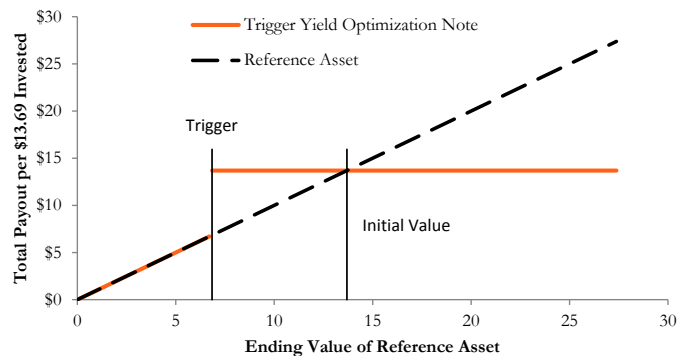 Trigger Yield Optimization Note
Reference Asset
Total Payout per $13.69 Invested
$30
$25
$20
$15
$10
$5
$0
Trigger
Initial Value
0
5
10
15
20
25
30
Ending Value of Reference Asset